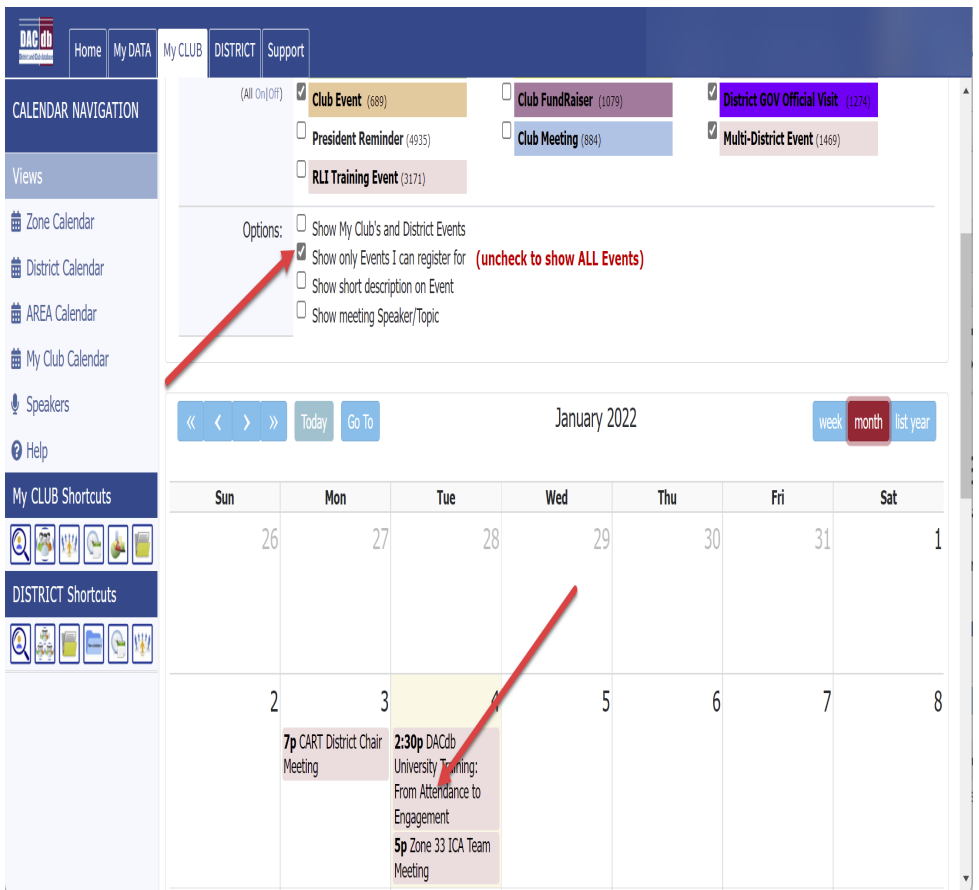 DAC db
Home My DATA My CLUB DISTRICT Support
CALENDAR NAVIGATION
Views
Zone Calendar
District Calendar
AREA Calendar
My Club Calendar
Speakers
Help
My CLUB Shortcuts
DISTRICT Shortcuts
(All On|Off) Club Event (689) Club FundRaiser (1079) District GOV Official Visit (1274)
President Reminder (4935) Club Meeting (884) Multi-District Event (1469)
RLI Training Event (3171)
Options: Show My Club's and District Events
Show only Events I can register for (uncheck to show ALL Events)
Show short description on Event
Show meeting Speaker/Topic
« < > » Today Go To January 2022 week month list year
Sun Mon Tue Wed Thu Fri Sat
26 27 28 29 30 31 1
2 3 4 5 6 7 8
7p CART District Chair
Meeting
2:30p DACdb
University Training:
From Attendance to
Engagement
5p Zone 33 ICA Team
Meeting